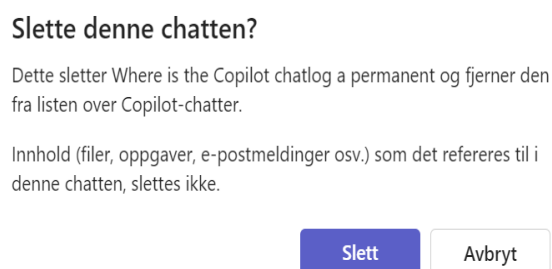 Slette denne chatten?
Dette sletter Where is the Copilot chatlog a permanent og fjerner den
fra listen over Copilot-chatter.
Innhold (filer, oppgaver, e-postmeldinger osv.) som det refereres til i
denne chatten, slettes ikke.
Slett Avbryt